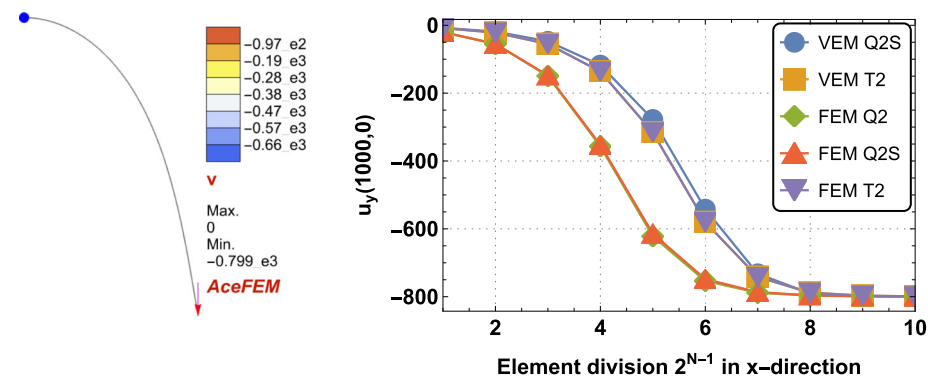 −0.97_e2
−0.19_e3
−0.28_e3
−0.38_e3
−0.47_e3
−0.57_e3
−0.66_e3
v
Max.
0
Min.
−0.799_e3
AceFEM
0
−200
−400
−600
−800
u_y(1000,0)
VEM Q2S
VEM T2
FEM Q2
FEM Q2S
FEM T2
2 4 6 8 10
Element division 2^{N−1} in x−direction